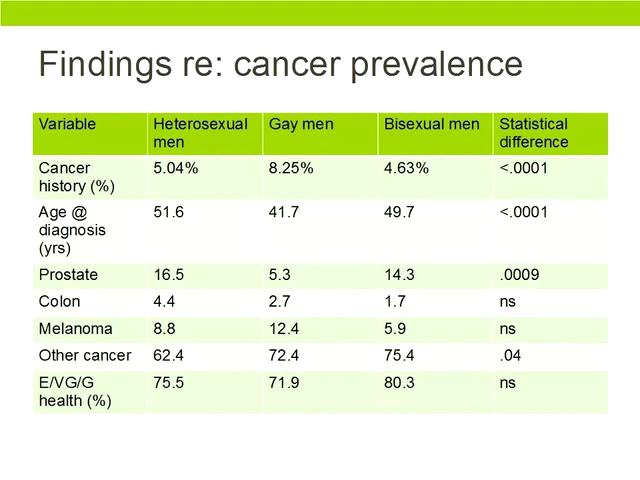 Findings re: cancer prevalence
Variable Heterosexual men Gay men Bisexual men Statistical difference
Cancer history (%) 5.04% 8.25% 4.63% <.0001
Age @ diagnosis (yrs) 51.6 41.7 49.7 <.0001
Prostate 16.5 5.3 14.3 .0009
Colon 4.4 2.7 1.7 ns
Melanoma 8.8 12.4 5.9 ns
Other cancer 62.4 72.4 75.4 .04
E/VG/G health (%) 75.5 71.9 80.3 ns